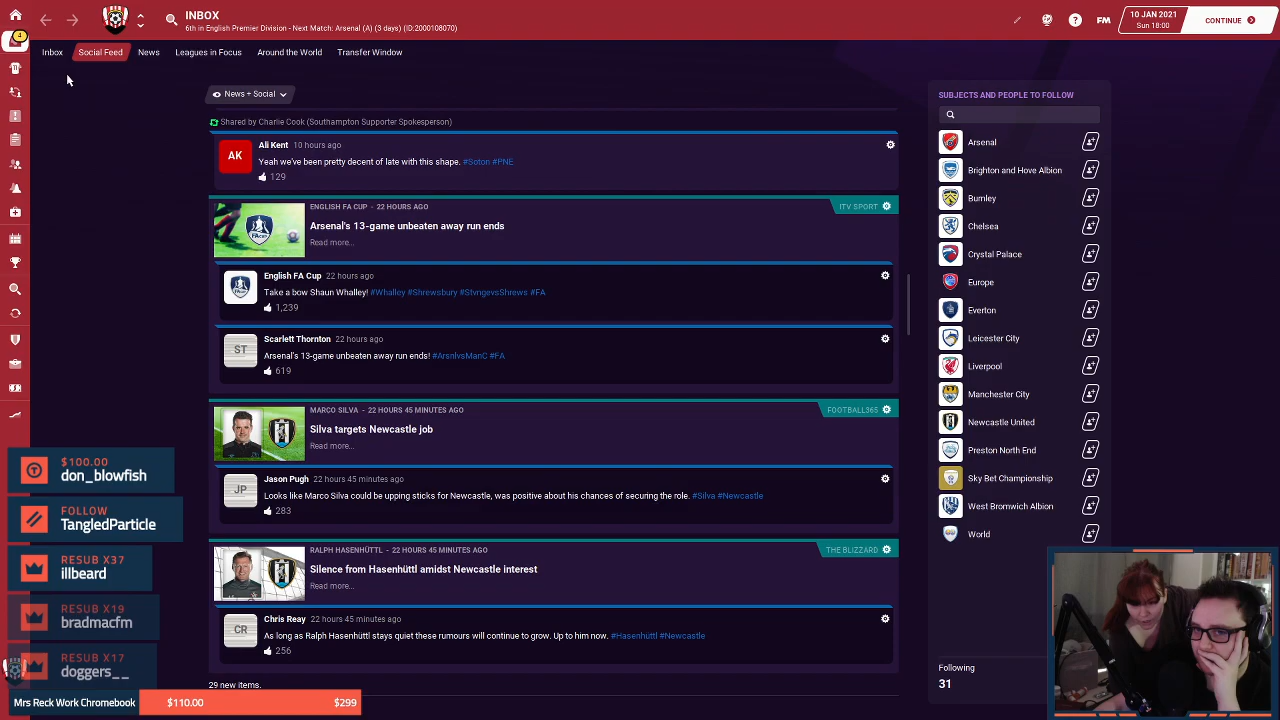 INBOX
6th in English Premier Division - Next Match: Arsenal (A) (3 days) (ID:2000108070)
FM
10 JAN 2021
Sun 18:00
CONTINUE
4
Inbox
Social Feed
News
Leagues in Focus
Around the World
Transfer Window
News + Social
Shared by Charlie Cook (Southampton Supporter Spokesperson)
AK
Ali Kent 10 hours ago
Yeah we've been pretty decent of late with this shape. #Soton #PNE
129
ENGLISH FA CUP - 22 HOURS AGO
ITV SPORT
Arsenal's 13-game unbeaten away run ends
Read more...
English FA Cup 22 hours ago
Take a bow Shaun Whalley! #Whalley #Shrewsbury #StvngevsShrews #FA
1,239
ST
Scarlett Thornton 22 hours ago
Arsenal's 13-game unbeaten away run ends! #ArsnlvsManC #FA
619
MARCO SILVA - 22 HOURS 45 MINUTES AGO
FOOTBALL365
Silva targets Newcastle job
Read more...
JP
Jason Pugh 22 hours 45 minutes ago
Looks like Marco Silva could be upping sticks for Newcastle, was positive about his chances of securing the role. #Silva #Newcastle
283
RALPH HASENHÜTTL - 22 HOURS 45 MINUTES AGO
THE BLIZZARD
Silence from Hasenhüttl amidst Newcastle interest
Read more...
CR
Chris Reay 22 hours 45 minutes ago
As long as Ralph Hasenhüttl stays quiet these rumours will continue to grow. Up to him now. #Hasenhüttl #Newcastle
256
29 new items.
SUBJECTS AND PEOPLE TO FOLLOW
Arsenal
Brighton and Hove Albion
Burnley
Chelsea
Crystal Palace
Europe
Everton
Leicester City
Liverpool
Manchester City
Newcastle United
Preston North End
Sky Bet Championship
West Bromwich Albion
World
Following
31
$100.00
don_blowfish
FOLLOW
TangledParticle
RESUB X37
illbeard
RESUB X19
bradmacfm
RESUB X17
doggers__
Mrs Reck Work Chromebook
$110.00
$299